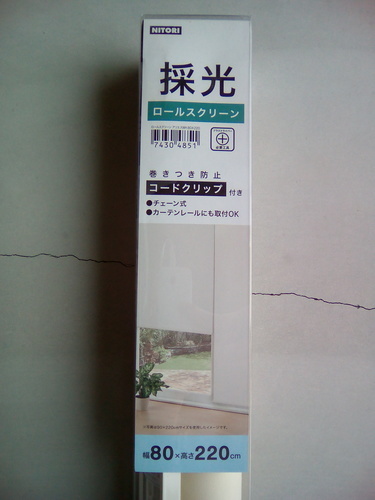 NITORI
採光
ロールスクリーン
7430 4851
巻きつき防止
コードクリップ 付き
●チェーン式
●カーテンレールにも取付OK
幅80×高さ220cm